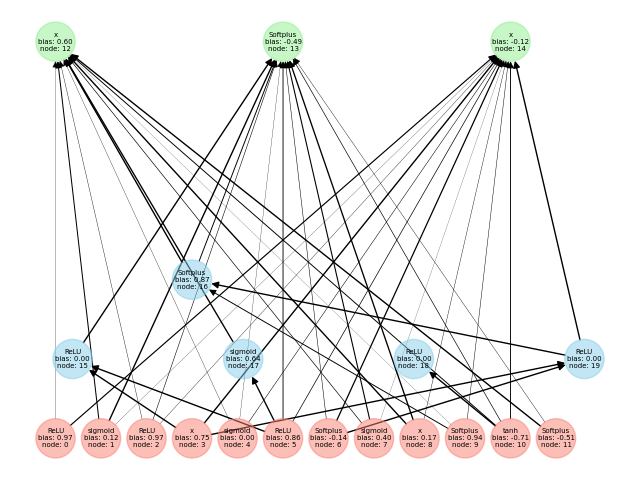 x
bias: 0.60
node: 12
Softplus
bias: -0.49
node: 13
x
bias: -0.12
node: 14
Softplus
bias: 0.87
node: 16
ReLU
bias: 0.00
node: 15
sigmoid
bias: 0.64
node: 17
ReLU
bias: 0.00
node: 18
ReLU
bias: 0.00
node: 19
ReLU
bias: 0.97
node: 0
sigmoid
bias: 0.12
node: 1
ReLU
bias: 0.97
node: 2
x
bias: 0.75
node: 3
sigmoid
bias: 0.00
node: 4
ReLU
bias: 0.86
node: 5
Softplus
bias: -0.14
node: 6
sigmoid
bias: 0.40
node: 7
x
bias: 0.17
node: 8
Softplus
bias: 0.94
node: 9
tanh
bias: -0.71
node: 10
Softplus
bias: -0.51
node: 11